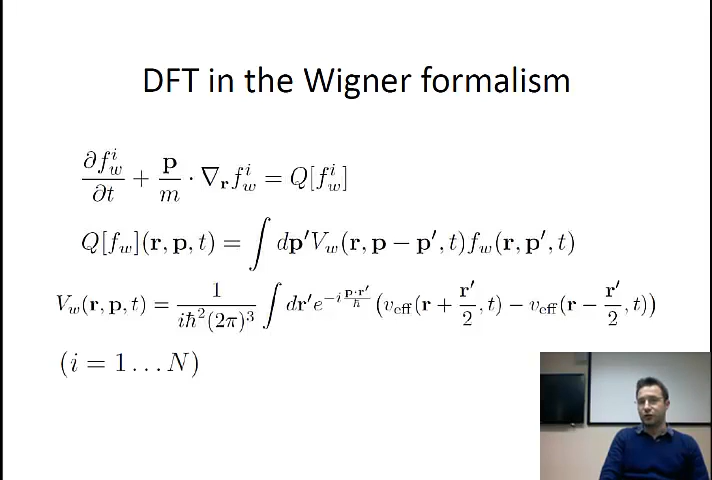 DFT in the Wigner formalism
∂f_w^i/∂t + p/m · ∇_r f_w^i = Q[f_w^i]
Q[f_w](r, p, t) = ∫ dp′V_w(r, p − p′, t)f_w(r, p′, t)
V_w(r, p, t) = 1/(iħ²(2π)³) ∫ dr′e^{−i p·r′/ħ} (v_eff(r + r′/2, t) − v_eff(r − r′/2, t))
(i = 1 . . . N)